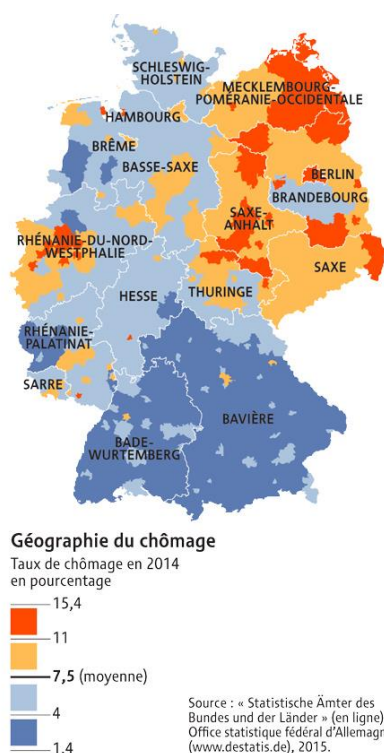 SCHLESWIG-
HOLSTEIN
MECKLEMBOURG-
POMÉRANIE-OCCIDENTALE
HAMBOURG
BRÊME
BASSE-SAXE
BERLIN
BRANDEBOURG
SAXE-
ANHALT
RHÉNANIE-DU-NORD-
WESTPHALIE
SAXE
HESSE
THURINGE
RHÉNANIE-
PALATINAT
SARRE
BAVIÈRE
BADE-
WURTEMBERG
Géographie du chômage
Taux de chômage en 2014
en pourcentage
15,4
11
7,5 (moyenne)
4
1,4
Source : « Statistische Ämter des
Bundes und der Länder » (en ligne)
Office statistique fédéral d'Allemagn
(www.destatis.de), 2015.